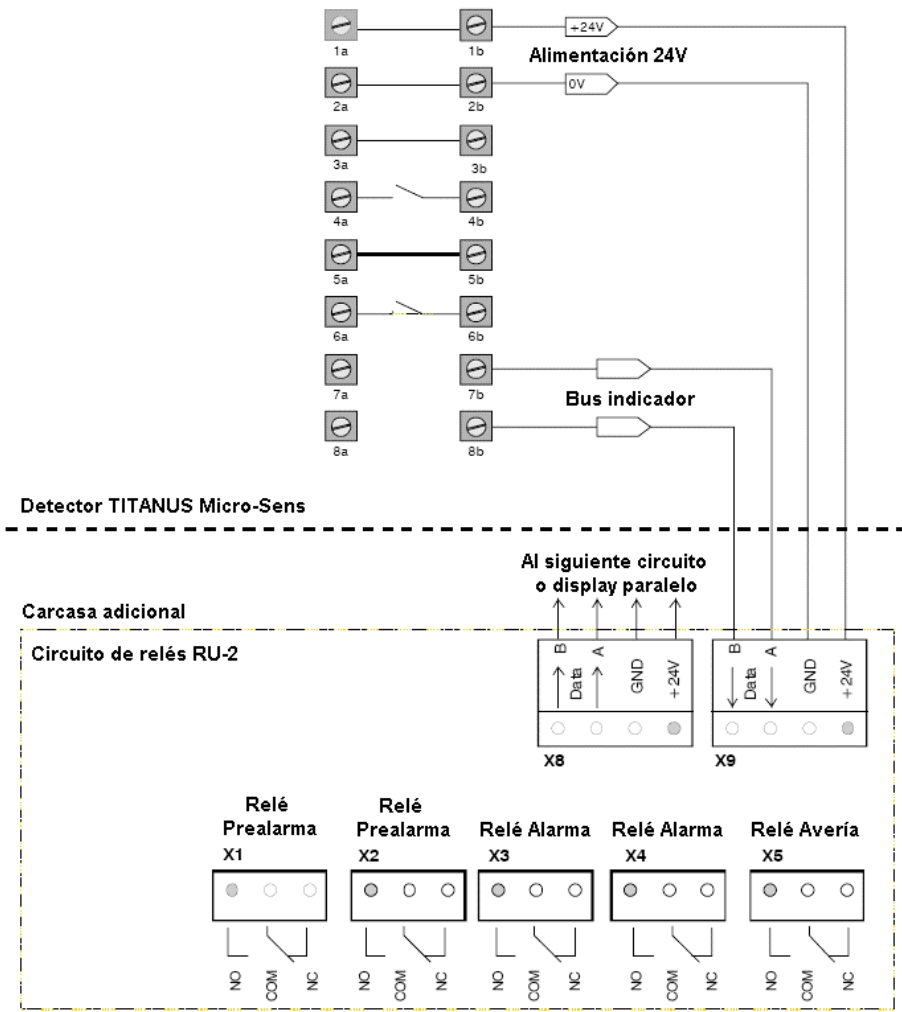 +24V
1a 1b
Alimentación 24V
0V
2a 2b
3a 3b
4a 4b
5a 5b
6a 6b
7a 7b
Bus indicador
8a 8b
Detector TITANUS Micro-Sens
Al siguiente circuito
o display paralelo
Carcasa adicional
Circuito de relés RU-2
B A GND +24V
Data
B A GND +24V
Data
X8 X9
Relé
Prealarma
X1
Relé
Prealarma
X2
Relé Alarma
X3
Relé Alarma
X4
Relé Avería
X5
NO COM NC
NO COM NC
NO COM NC
NO COM NC
NO COM NC